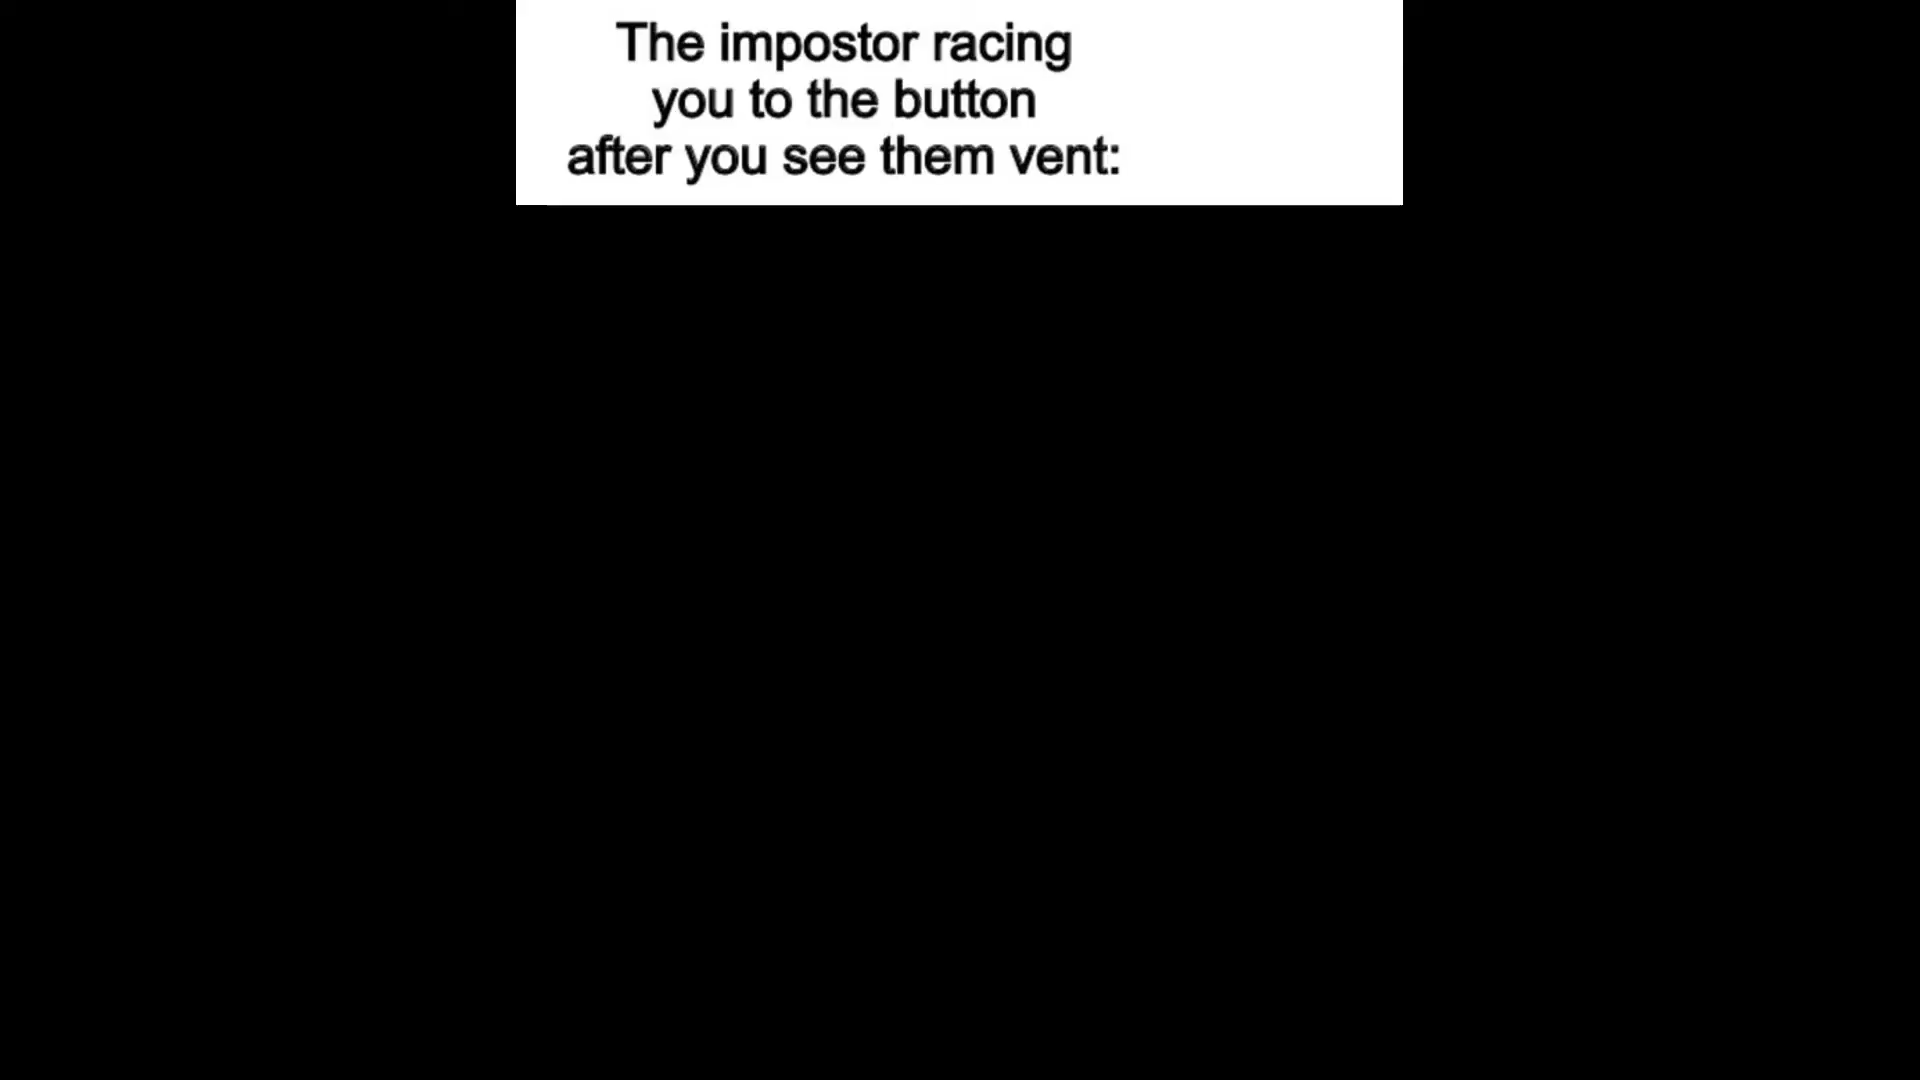 The impostor racing
you to the button
after you see them vent: